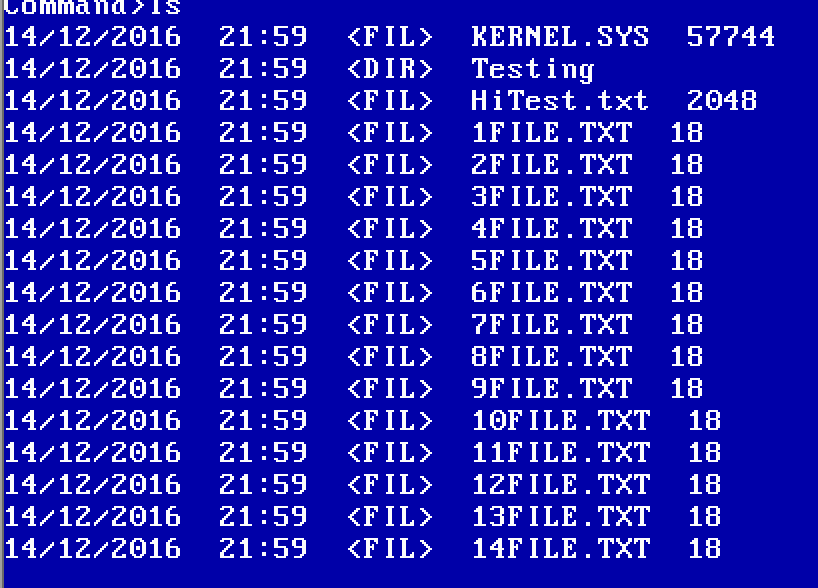 Command>ls
14/12/2016  21:59  <FIL>  KERNEL.SYS  57744
14/12/2016  21:59  <DIR>  Testing
14/12/2016  21:59  <FIL>  HiTest.txt  2048
14/12/2016  21:59  <FIL>  1FILE.TXT  18
14/12/2016  21:59  <FIL>  2FILE.TXT  18
14/12/2016  21:59  <FIL>  3FILE.TXT  18
14/12/2016  21:59  <FIL>  4FILE.TXT  18
14/12/2016  21:59  <FIL>  5FILE.TXT  18
14/12/2016  21:59  <FIL>  6FILE.TXT  18
14/12/2016  21:59  <FIL>  7FILE.TXT  18
14/12/2016  21:59  <FIL>  8FILE.TXT  18
14/12/2016  21:59  <FIL>  9FILE.TXT  18
14/12/2016  21:59  <FIL>  10FILE.TXT  18
14/12/2016  21:59  <FIL>  11FILE.TXT  18
14/12/2016  21:59  <FIL>  12FILE.TXT  18
14/12/2016  21:59  <FIL>  13FILE.TXT  18
14/12/2016  21:59  <FIL>  14FILE.TXT  18